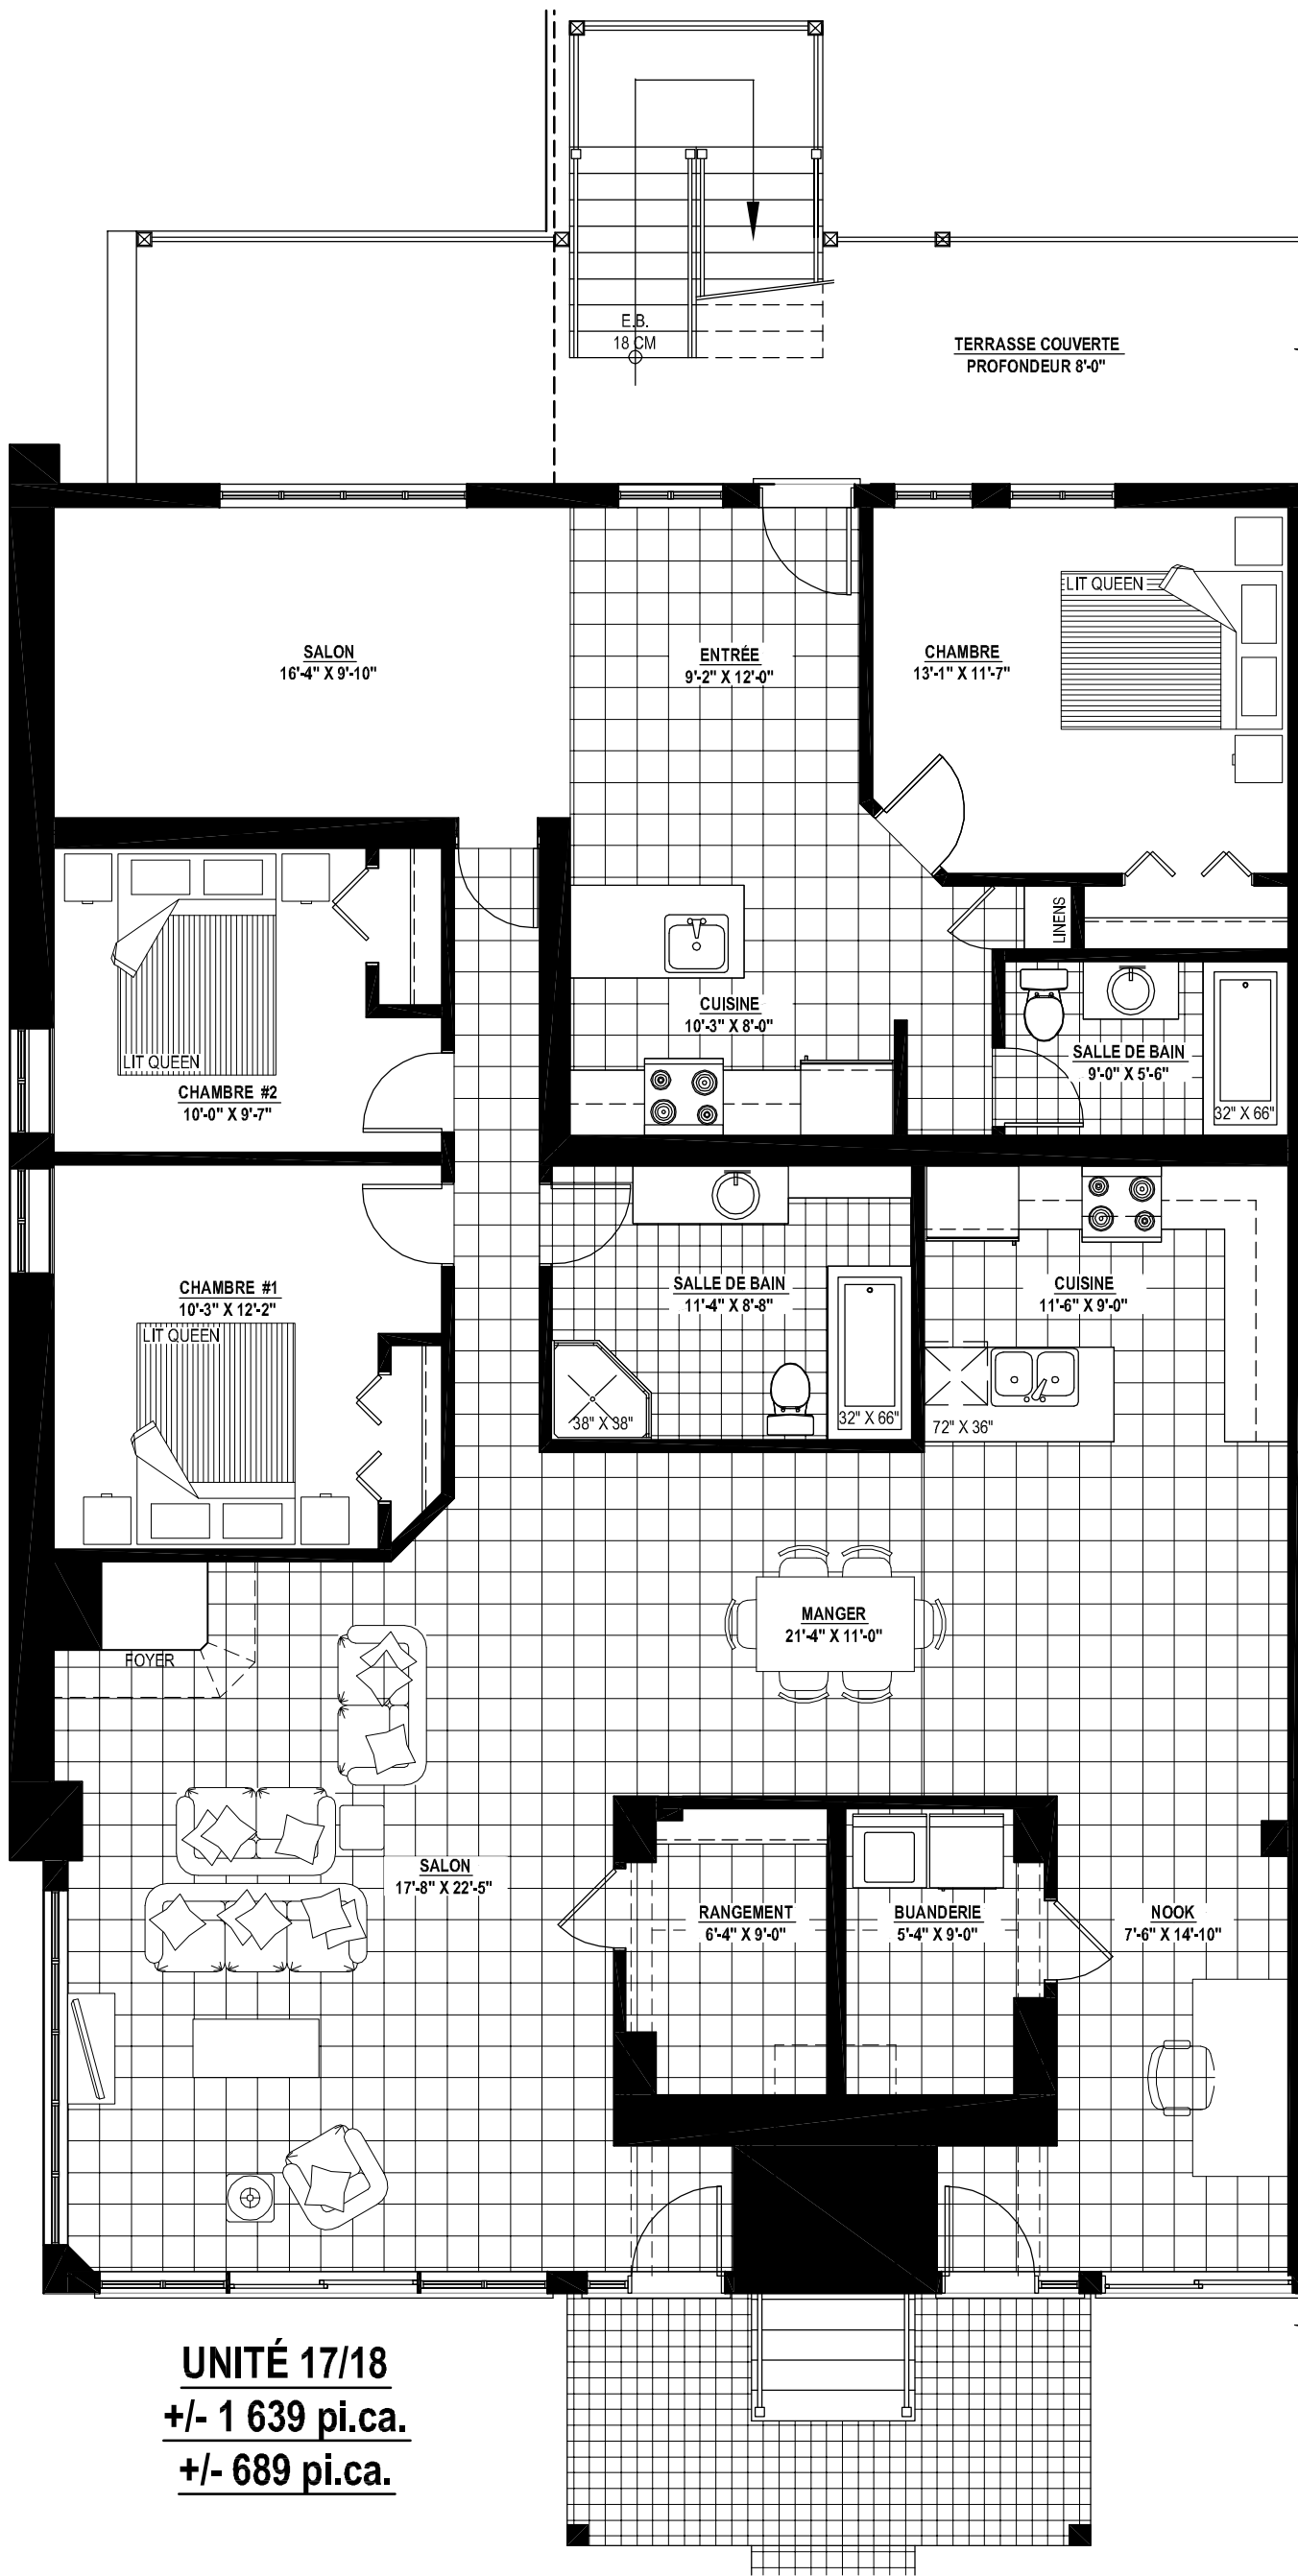 E.B.
18 CM
TERRASSE COUVERTE
PROFONDEUR 8'-0"
LIT QUEEN
SALON
16'-4" X 9'-10"
ENTRÉE
9'-2" X 12'-0"
CHAMBRE
13'-1" X 11'-7"
LINENS
CUISINE
10'-3" X 8'-0"
SALLE DE BAIN
9'-0" X 5'-6"
32" X 66"
LIT QUEEN
CHAMBRE #2
10'-0" X 9'-7"
CHAMBRE #1
10'-3" X 12'-2"
LIT QUEEN
SALLE DE BAIN
11'-4" X 8'-8"
38" X 38"
32" X 66"
CUISINE
11'-6" X 9'-0"
72" X 36"
MANGER
21'-4" X 11'-0"
FOYER
SALON
17'-8" X 22'-5"
RANGEMENT
6'-4" X 9'-0"
BUANDERIE
5'-4" X 9'-0"
NOOK
7'-6" X 14'-10"
UNITÉ 17/18
+/- 1 639 pi.ca.
+/- 689 pi.ca.